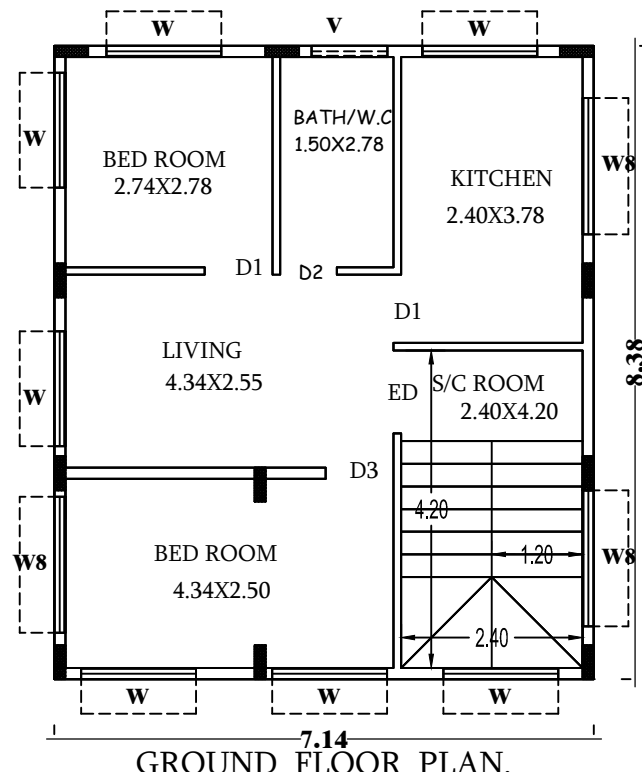 W
V
W
W
BATH/W.C
1.50X2.78
BED ROOM
2.74X2.78
W8
KITCHEN
2.40X3.78
D1
D2
D1
8.38
LIVING
4.34X2.55
W
ED
S/C ROOM
2.40X4.20
D3
4.20
W8
BED ROOM
4.34X2.50
1.20
W8
2.40
W
W
W
7.14
GROUND FLOOR PLAN.